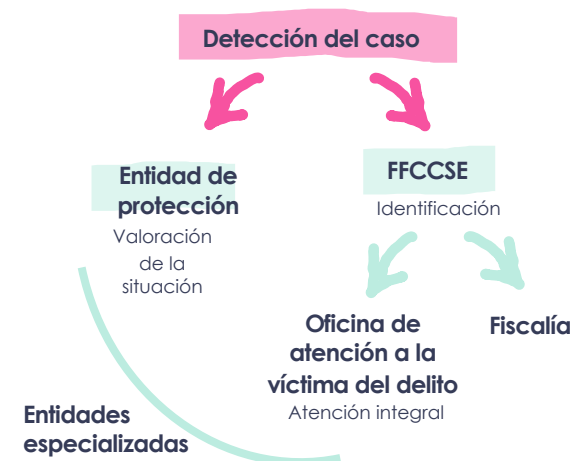 Detección del caso
Entidad de
protección
Valoración
de la
situación
FFCCSE
Identificación
Oficina de
atención a la
víctima del delito
Atención integral
Fiscalía
Entidades
especializadas